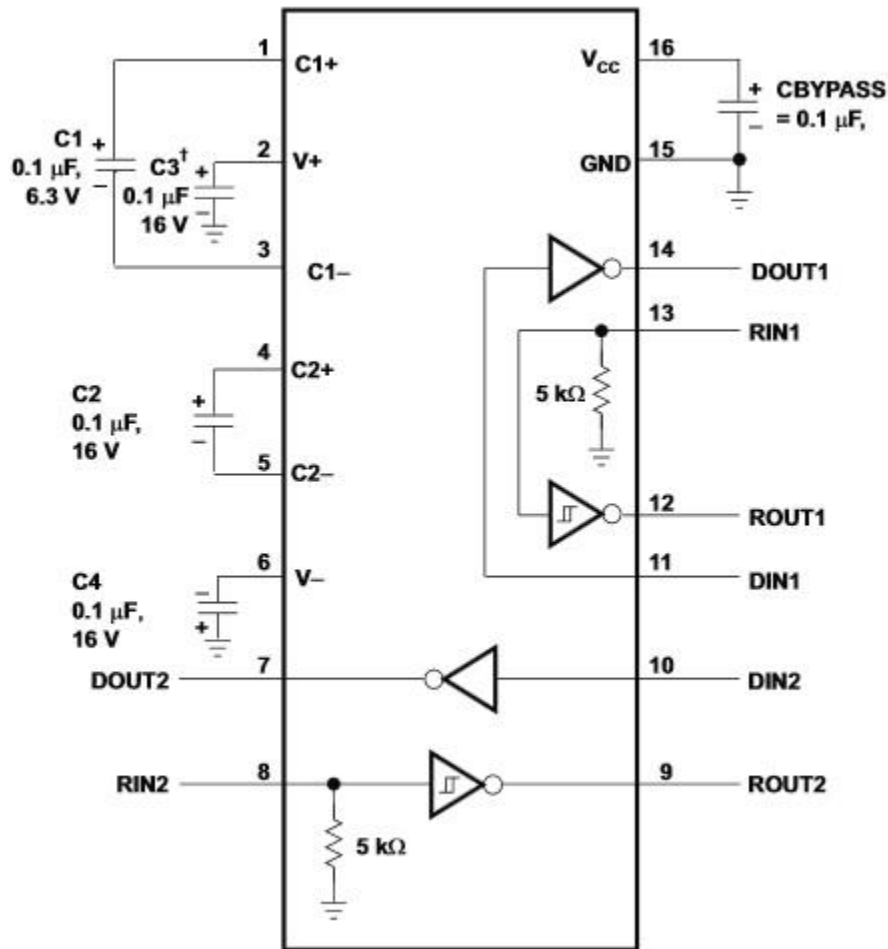 1
C1+
C1
0.1 µF,
6.3 V
+
–
2
V+
C3†
0.1 µF
16 V
+
–
3
C1–
4
C2+
C2
0.1 µF,
16 V
+
–
5
C2–
6
V–
C4
0.1 µF,
16 V
–
+
DOUT2
7
RIN2
8
5 kΩ
VCC
16
+
–
CBYPASS
= 0.1 µF,
GND
15
14
DOUT1
13
RIN1
5 kΩ
12
ROUT1
11
DIN1
10
DIN2
9
ROUT2